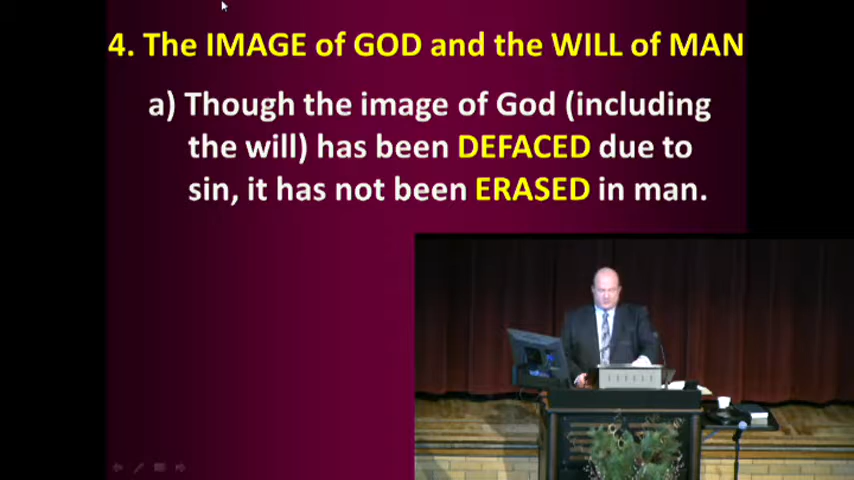 4. The IMAGE of GOD and the WILL of MAN
a) Though the image of God (including
the will) has been DEFACED due to
sin, it has not been ERASED in man.